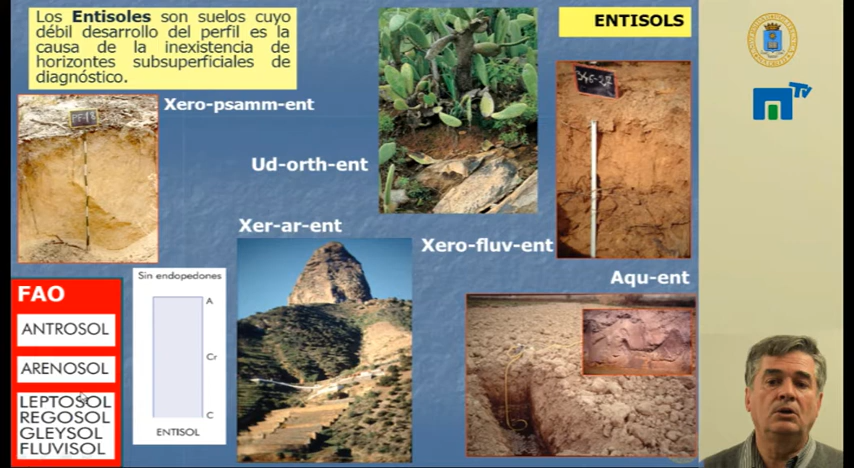 Los Entisoles son suelos cuyo
débil desarrollo del perfil es la
causa de la inexistencia de
horizontes subsuperficiales de
diagnóstico.
ENTISOLS
Xero-psamm-ent
Ud-orth-ent
Xer-ar-ent
Xero-fluv-ent
Aqu-ent
FAO
ANTROSOL
ARENOSOL
LEPTOSOL
REGOSOL
GLEYSOL
FLUVISOL
Sin endopedones
A
Cr
C
ENTISOL
TV